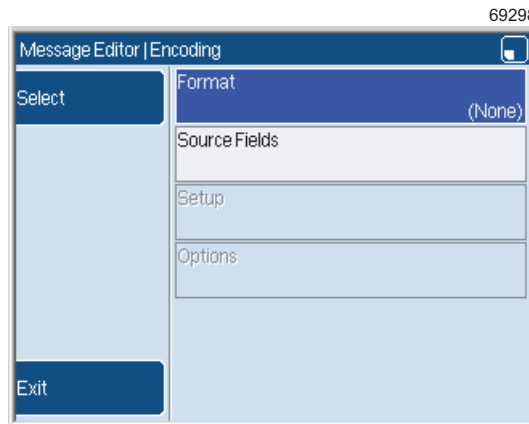 69298
Message Editor | Encoding
Select
Format
(None)
Source Fields
Setup
Options
Exit